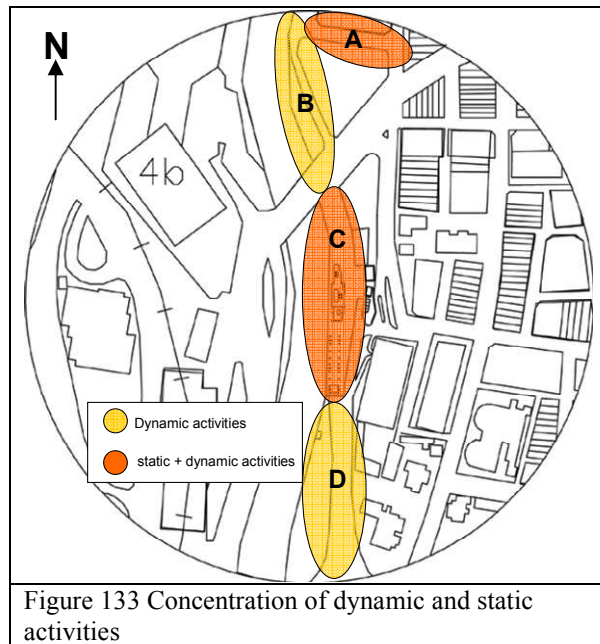 N
A
B
4b
C
Dynamic activities
static + dynamic activities
D
Figure 133 Concentration of dynamic and static
activities